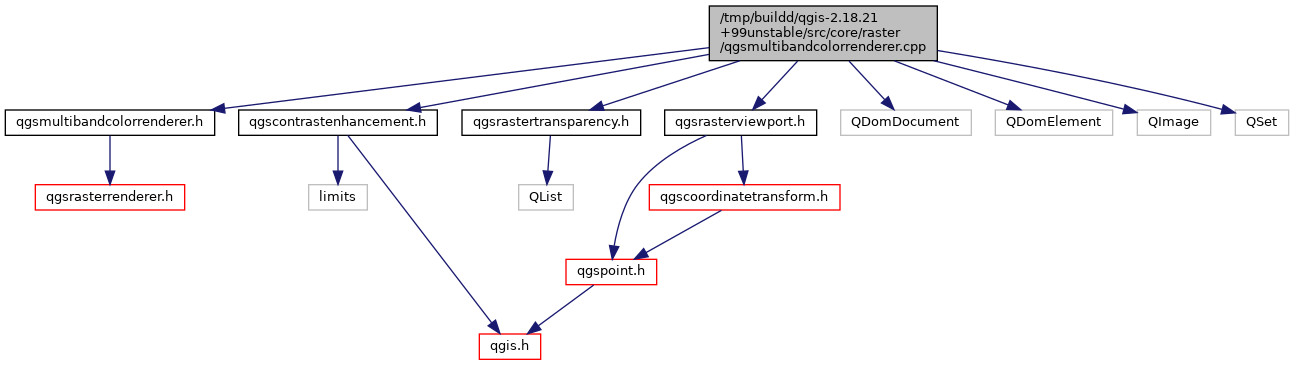 /tmp/buildd/qgis-2.18.21
+99unstable/src/core/raster
/qgsmultibandcolorrenderer.cpp
qgsmultibandcolorrenderer.h
qgscontrastenhancement.h
qgsrastertransparency.h
qgsrasterviewport.h
QDomDocument
QDomElement
QImage
QSet
qgsrasterrenderer.h
limits
QList
qgscoordinatetransform.h
qgspoint.h
qgis.h